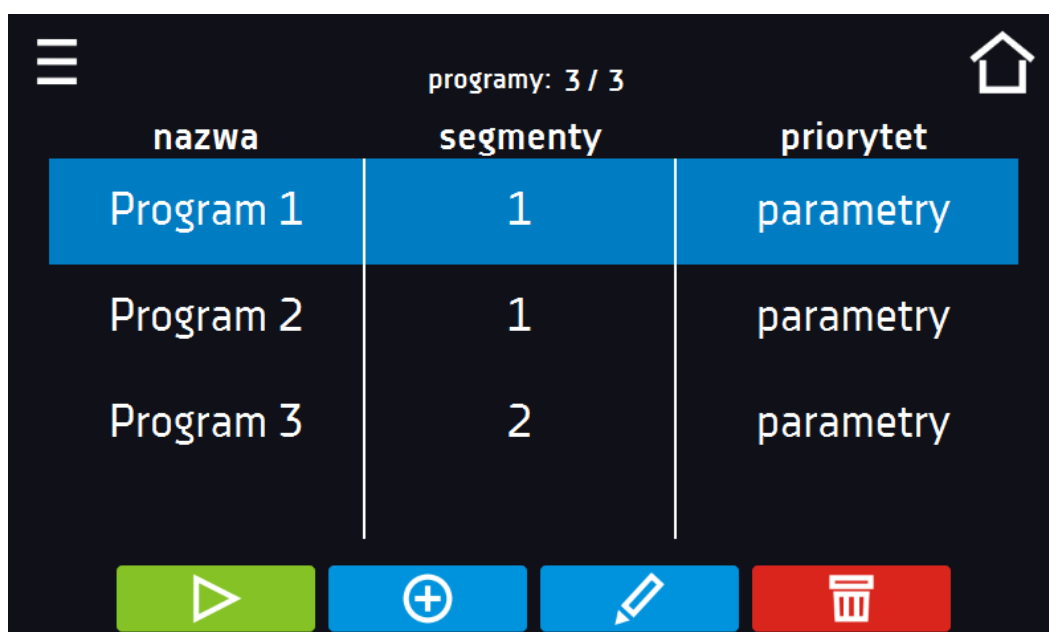 programy: 3 / 3
nazwa segmenty priorytet
Program 1 1 parametry
Program 2 1 parametry
Program 3 2 parametry